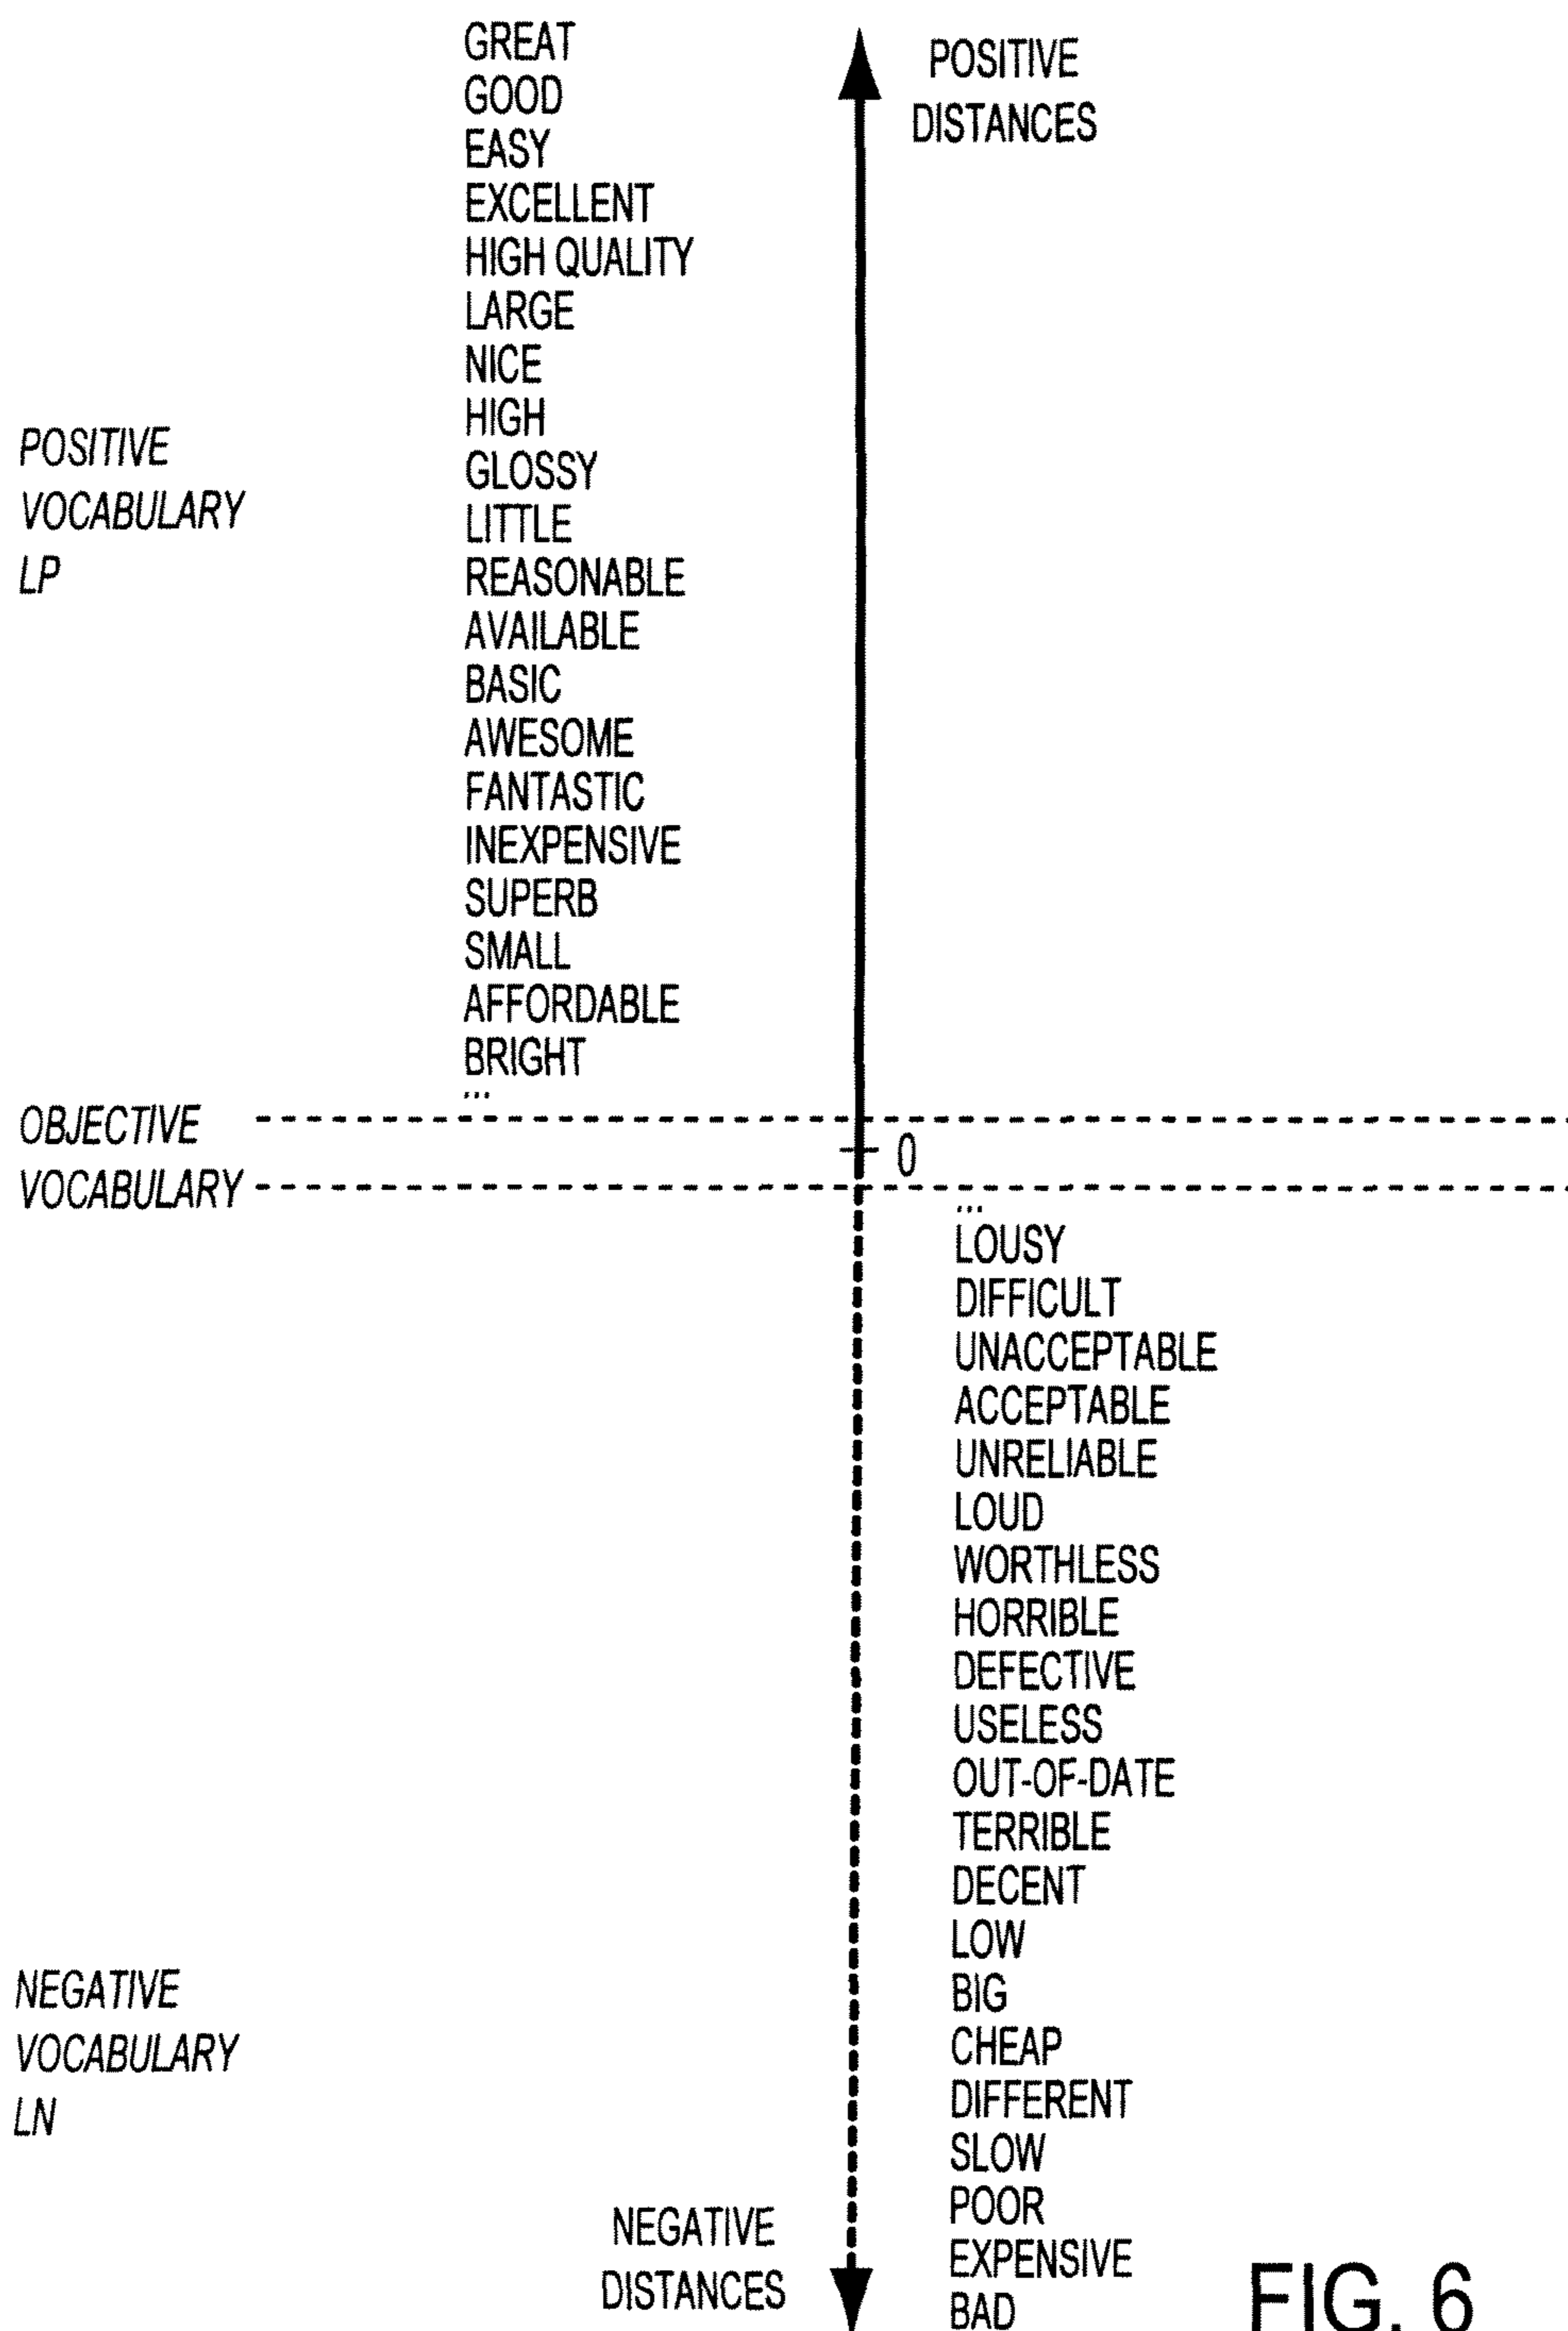 GREAT
GOOD
EASY
EXCELLENT
HIGH QUALITY
LARGE
NICE
HIGH
GLOSSY
LITTLE
REASONABLE
AVAILABLE
BASIC
AWESOME
FANTASTIC
INEXPENSIVE
SUPERB
SMALL
AFFORDABLE
BRIGHT
...
POSITIVE
DISTANCES
POSITIVE
VOCABULARY
LP
OBJECTIVE
VOCABULARY
0
...
LOUSY
DIFFICULT
UNACCEPTABLE
ACCEPTABLE
UNRELIABLE
LOUD
WORTHLESS
HORRIBLE
DEFECTIVE
USELESS
OUT-OF-DATE
TERRIBLE
DECENT
LOW
BIG
CHEAP
DIFFERENT
SLOW
POOR
EXPENSIVE
BAD
NEGATIVE
VOCABULARY
LN
NEGATIVE
DISTANCES
FIG. 6